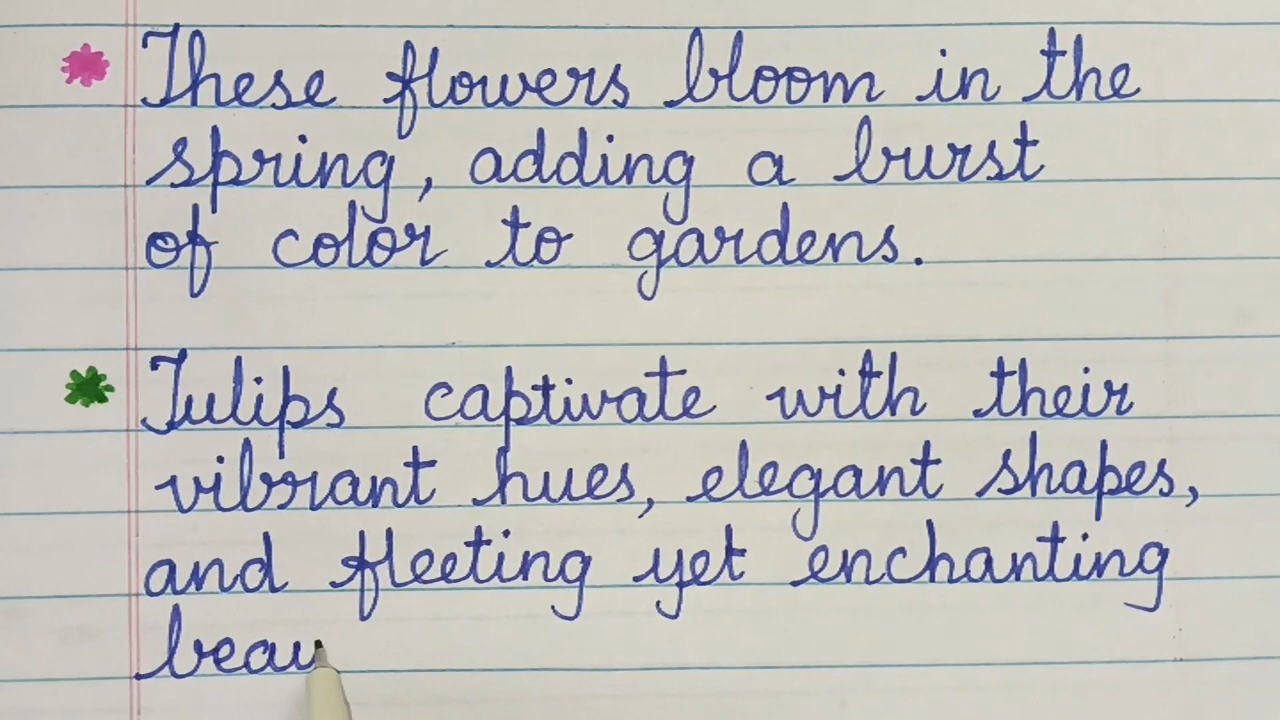 These flowers bloom in the
spring, adding a burst
of color to gardens.
Tulips captivate with their
vibrant hues, elegant shapes,
and fleeting yet enchanting
beau